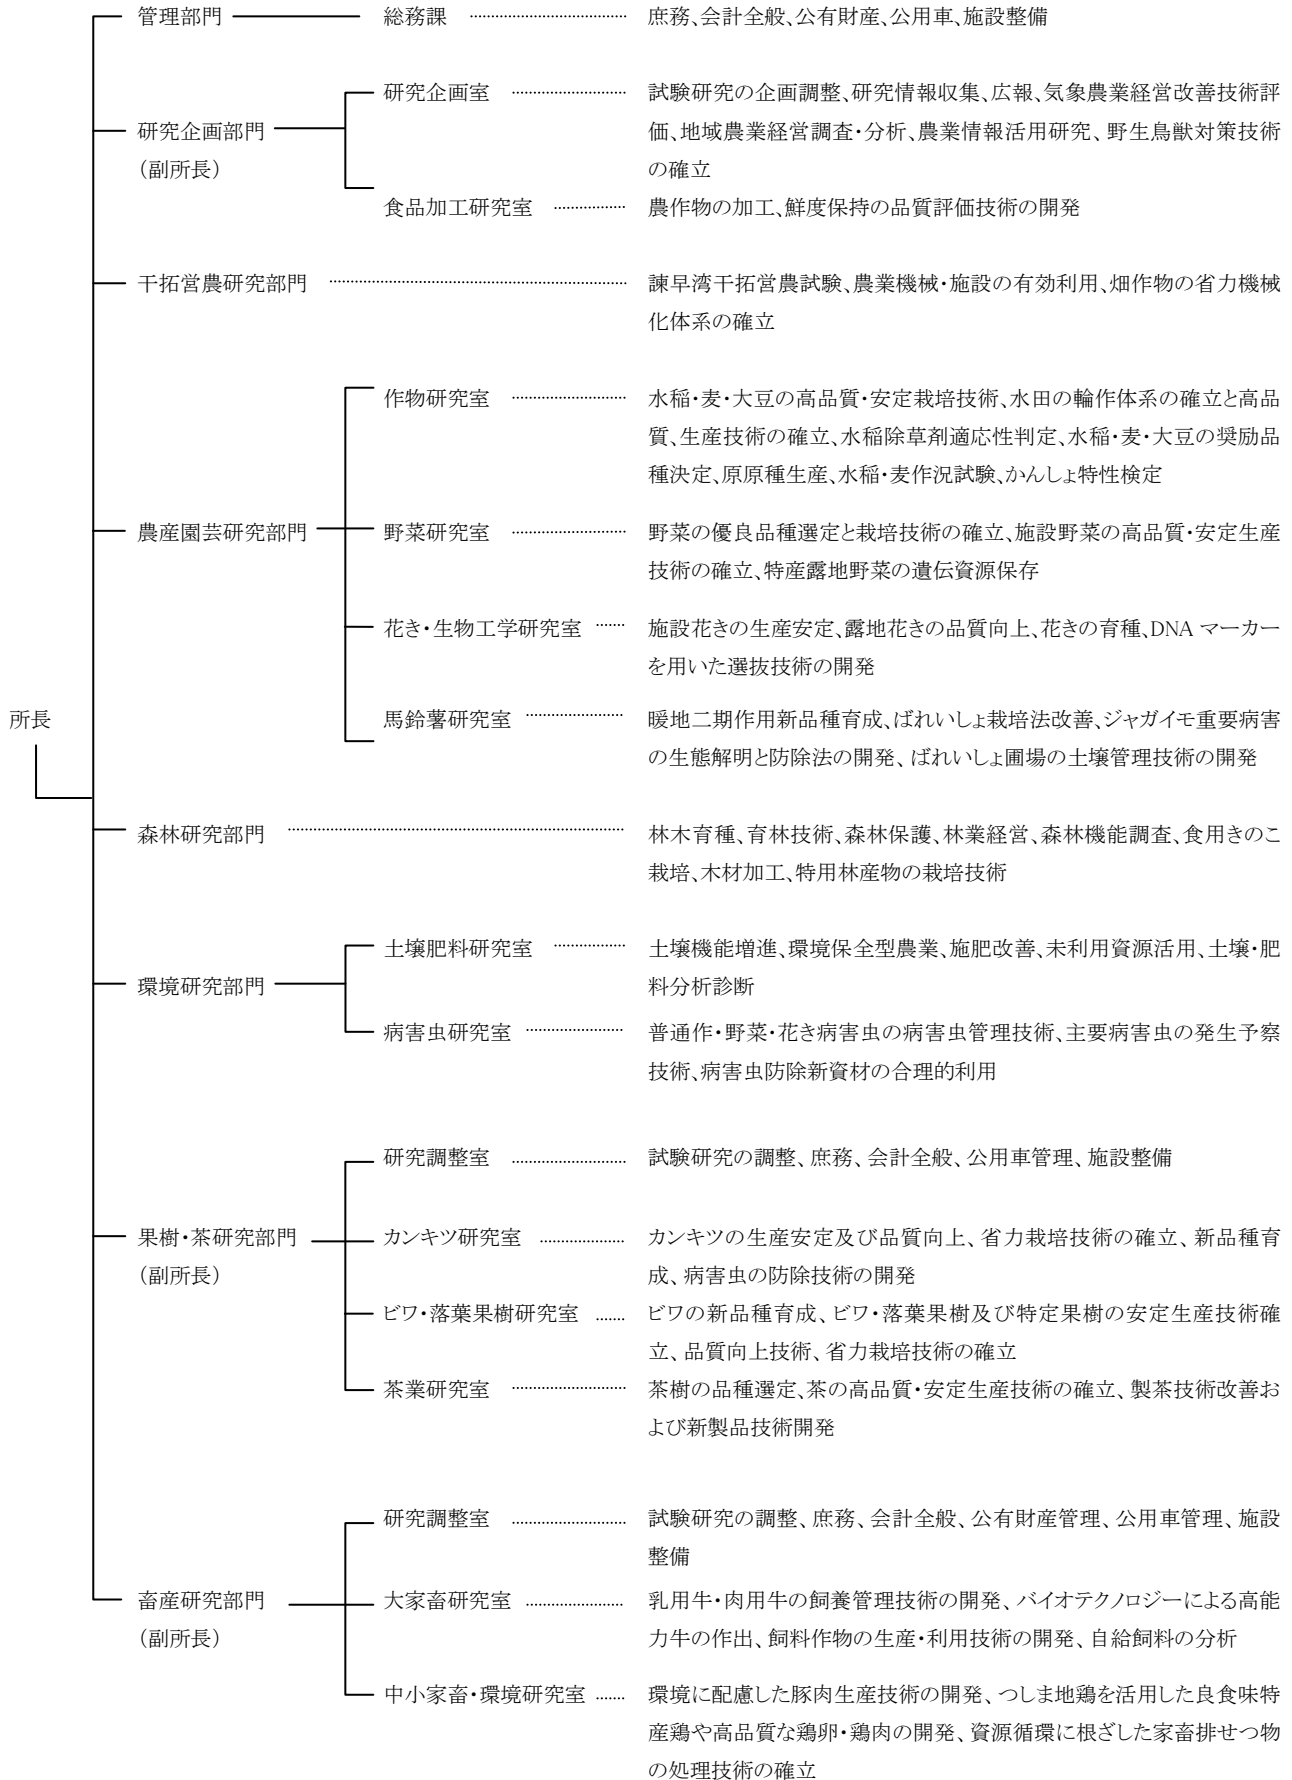 管理部門 総務課 庶務、会計全般、公有財産、公用車、施設整備
研究企画室 試験研究の企画調整、研究情報収集、広報、気象農業経営改善技術評
研究企画部門 価、地域農業経営調査・分析、農業情報活用研究、野生鳥獣対策技術
（副所長） の確立
食品加工研究室 農作物の加工、鮮度保持の品質評価技術の開発
干拓営農研究部門 諫早湾干拓営農試験、農業機械・施設の有効利用、畑作物の省力機械
化体系の確立
作物研究室 水稲・麦・大豆の高品質・安定栽培技術、水田の輪作体系の確立と高品
質、生産技術の確立、水稲除草剤適応性判定、水稲・麦・大豆の奨励品
種決定、原原種生産、水稲・麦作況試験、かんしょ特性検定
農産園芸研究部門 野菜研究室 野菜の優良品種選定と栽培技術の確立、施設野菜の高品質・安定生産
技術の確立、特産露地野菜の遺伝資源保存
花き・生物工学研究室 施設花きの生産安定、露地花きの品質向上、花きの育種、DNA マーカー
を用いた選抜技術の開発
所長 馬鈴薯研究室 暖地二期作用新品種育成、ばれいしょ栽培法改善、ジャガイモ重要病害
の生態解明と防除法の開発、ばれいしょ圃場の土壌管理技術の開発
森林研究部門 林木育種、育林技術、森林保護、林業経営、森林機能調査、食用きのこ
栽培、木材加工、特用林産物の栽培技術
土壌肥料研究室 土壌機能増進、環境保全型農業、施肥改善、未利用資源活用、土壌・肥
環境研究部門 料分析診断
病害虫研究室 普通作・野菜・花き病害虫の病害虫管理技術、主要病害虫の発生予察
技術、病害虫防除新資材の合理的利用
研究調整室 試験研究の調整、庶務、会計全般、公用車管理、施設整備
果樹・茶研究部門 カンキツ研究室 カンキツの生産安定及び品質向上、省力栽培技術の確立、新品種育
（副所長） 成、病害虫の防除技術の開発
ビワ・落葉果樹研究室 ビワの新品種育成、ビワ・落葉果樹及び特定果樹の安定生産技術確
立、品質向上技術、省力栽培技術の確立
茶業研究室 茶樹の品種選定、茶の高品質・安定生産技術の確立、製茶技術改善お
よび新製品技術開発
研究調整室 試験研究の調整、庶務、会計全般、公有財産管理、公用車管理、施設
整備
畜産研究部門 大家畜研究室 乳用牛・肉用牛の飼養管理技術の開発、バイオテクノロジーによる高能
（副所長） 力牛の作出、飼料作物の生産・利用技術の開発、自給飼料の分析
中小家畜・環境研究室 環境に配慮した豚肉生産技術の開発、つしま地鶏を活用した良食味特
産鶏や高品質な鶏卵・鶏肉の開発、資源循環に根ざした家畜排せつ物
の処理技術の確立